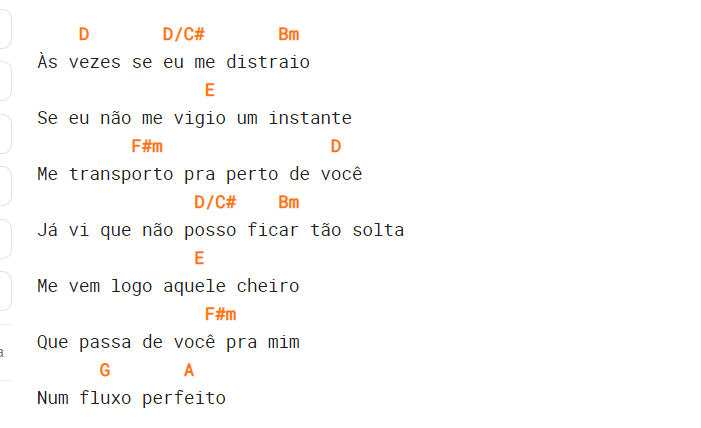 D D/C# Bm
Às vezes se eu me distraio
E
Se eu não me vigio um instante
F#m D
Me transporto pra perto de você
D/C# Bm
Já vi que não posso ficar tão solta
E
Me vem logo aquele cheiro
F#m
Que passa de você pra mim
G A
Num fluxo perfeito
a